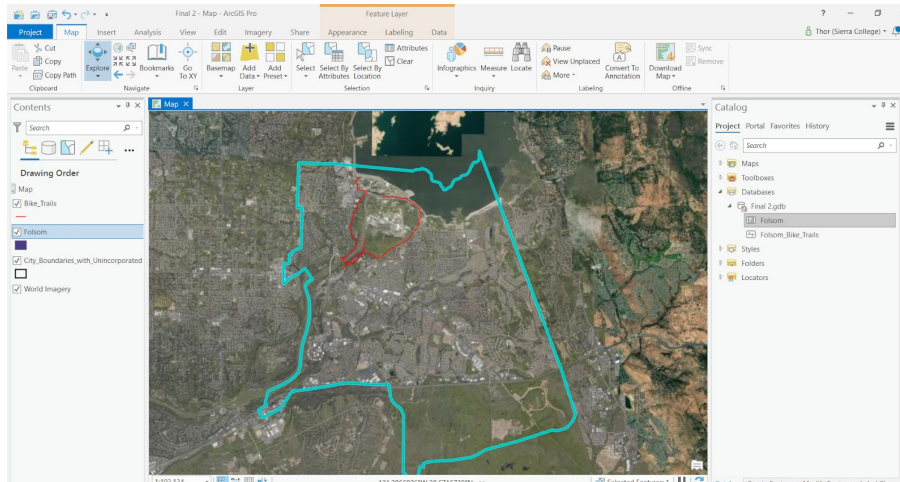 Final 2 - Map - ArcGIS Pro
Feature Layer
?
Project Map Insert Analysis View Edit Imagery Share Appearance Labeling Data
Thor (Sierra College)
Paste
Cut
Copy
Copy Path
Clipboard
Explore
Bookmarks
Go To XY
Navigate
Basemap
Add Data
Add Preset
Layer
Select
Select By Attributes
Select By Location
Attributes
Clear
Selection
Infographics
Measure
Locate
Inquiry
Pause
View Unplaced
More
Convert To Annotation
Labeling
Download Map
Sync
Remove
Offline
Contents
Search
Drawing Order
Map
Bike_Trails
Folsom
City_Boundaries_with_Unincorporated
World Imagery
Map
Catalog
Project Portal Favorites History
Search
Maps
Toolboxes
Databases
Final 2.gdb
Folsom
Folsom_Bike_Trails
Styles
Folders
Locators